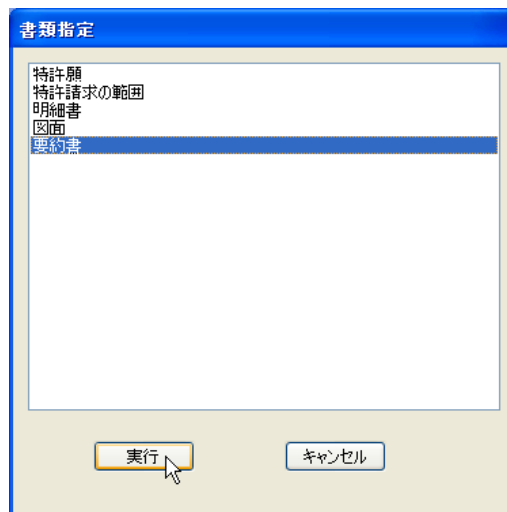 書類指定
特許願
特許請求の範囲
明細書
図面
要約書
実行
キャンセル